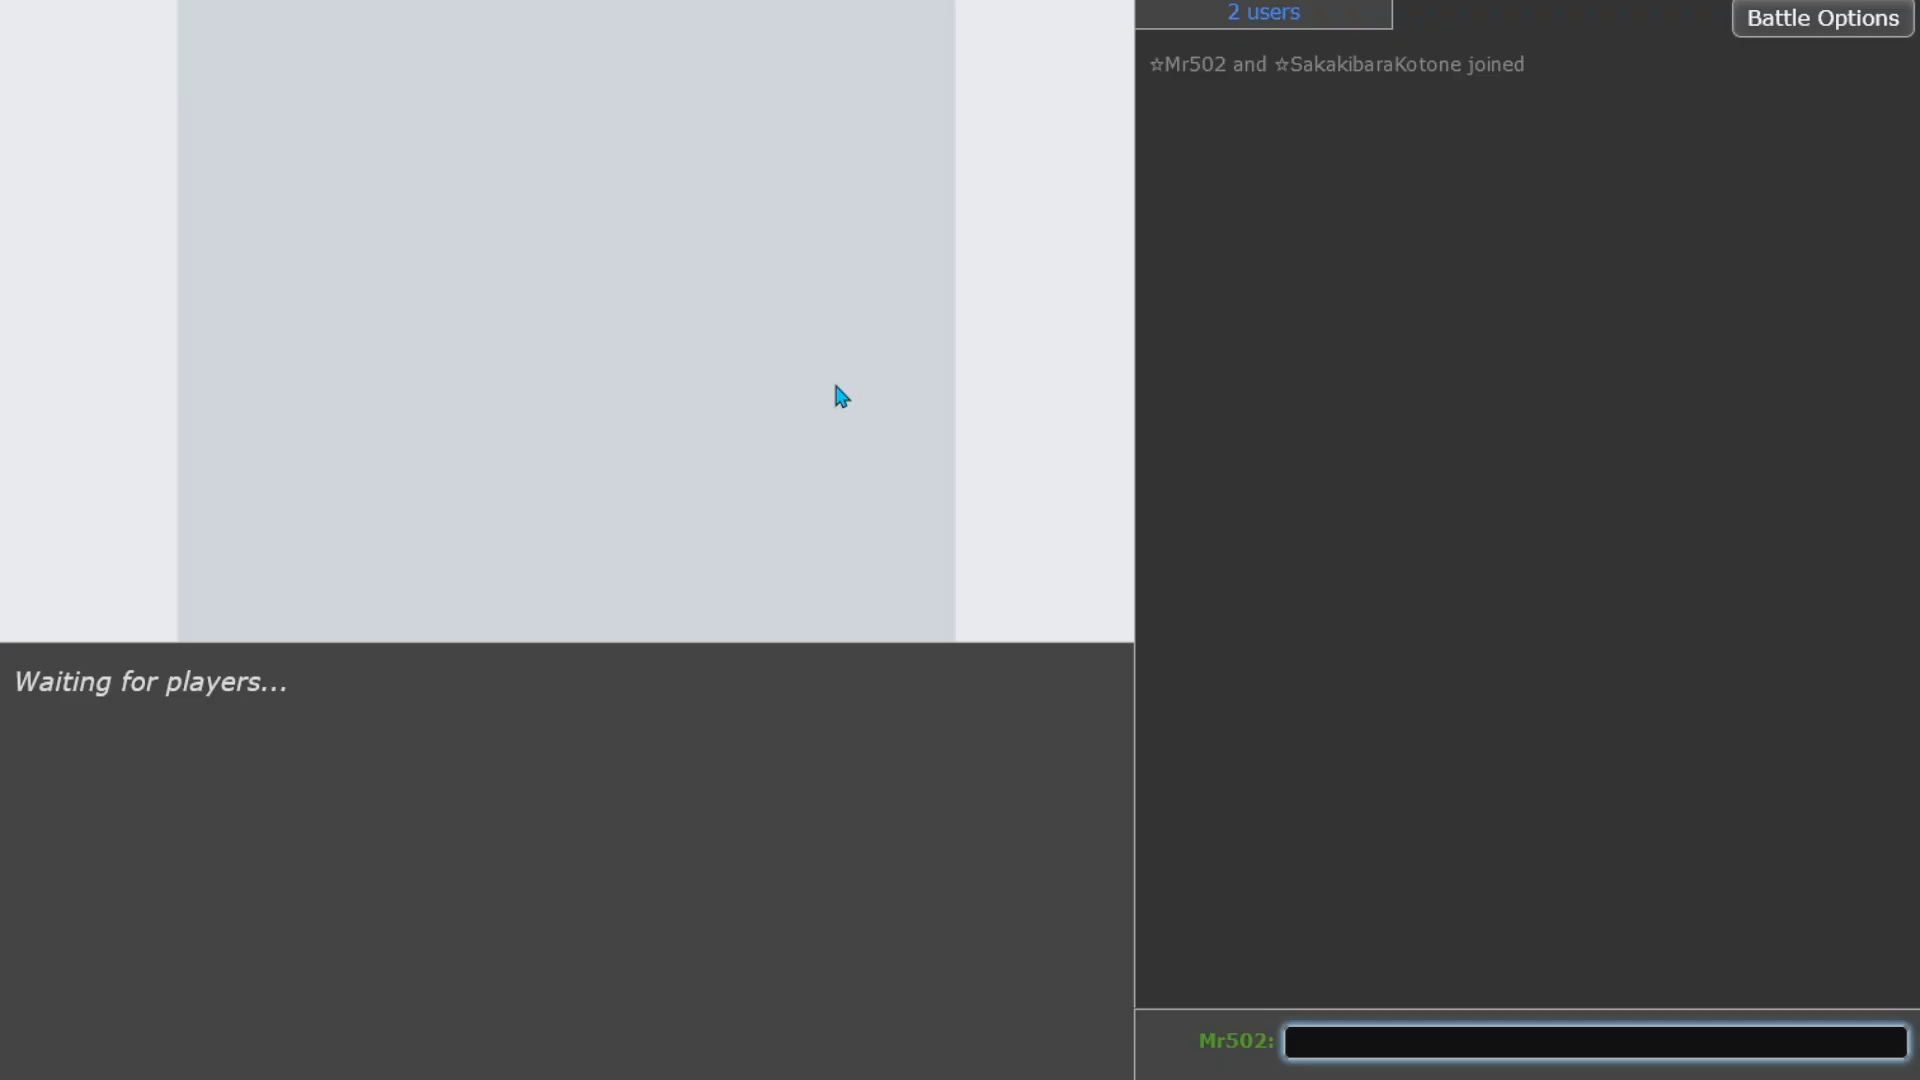 2 users
Battle Options
☆Mr502 and ☆SakakibaraKotone joined
Waiting for players...
Mr502: